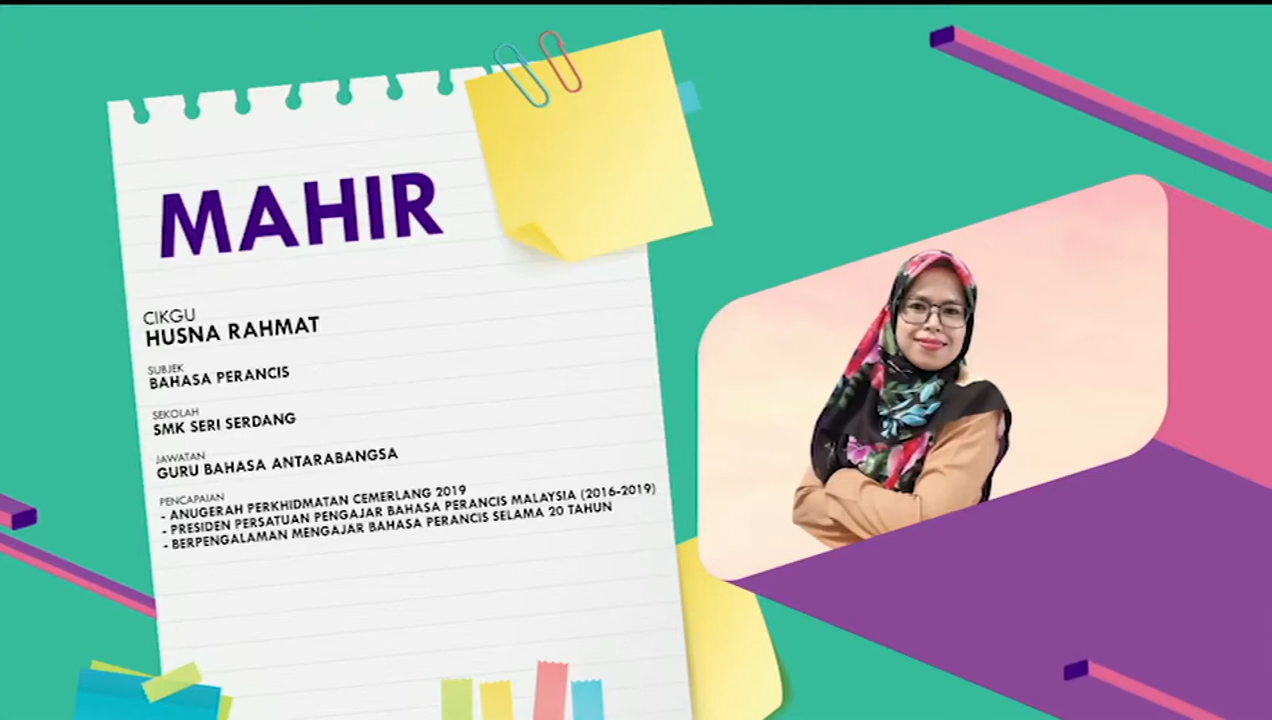 MAHIR
CIKGU
HUSNA RAHMAT
SUBJEK
BAHASA PERANCIS
SEKOLAH
SMK SERI SERDANG
JAWATAN
GURU BAHASA ANTARABANGSA
PENCAPAIAN
- ANUGERAH PERKHIDMATAN CEMERLANG 2019
- PRESIDEN PERSATUAN PENGAJAR BAHASA PERANCIS MALAYSIA (2016-2019)
- BERPENGALAMAN MENGAJAR BAHASA PERANCIS SELAMA 20 TAHUN